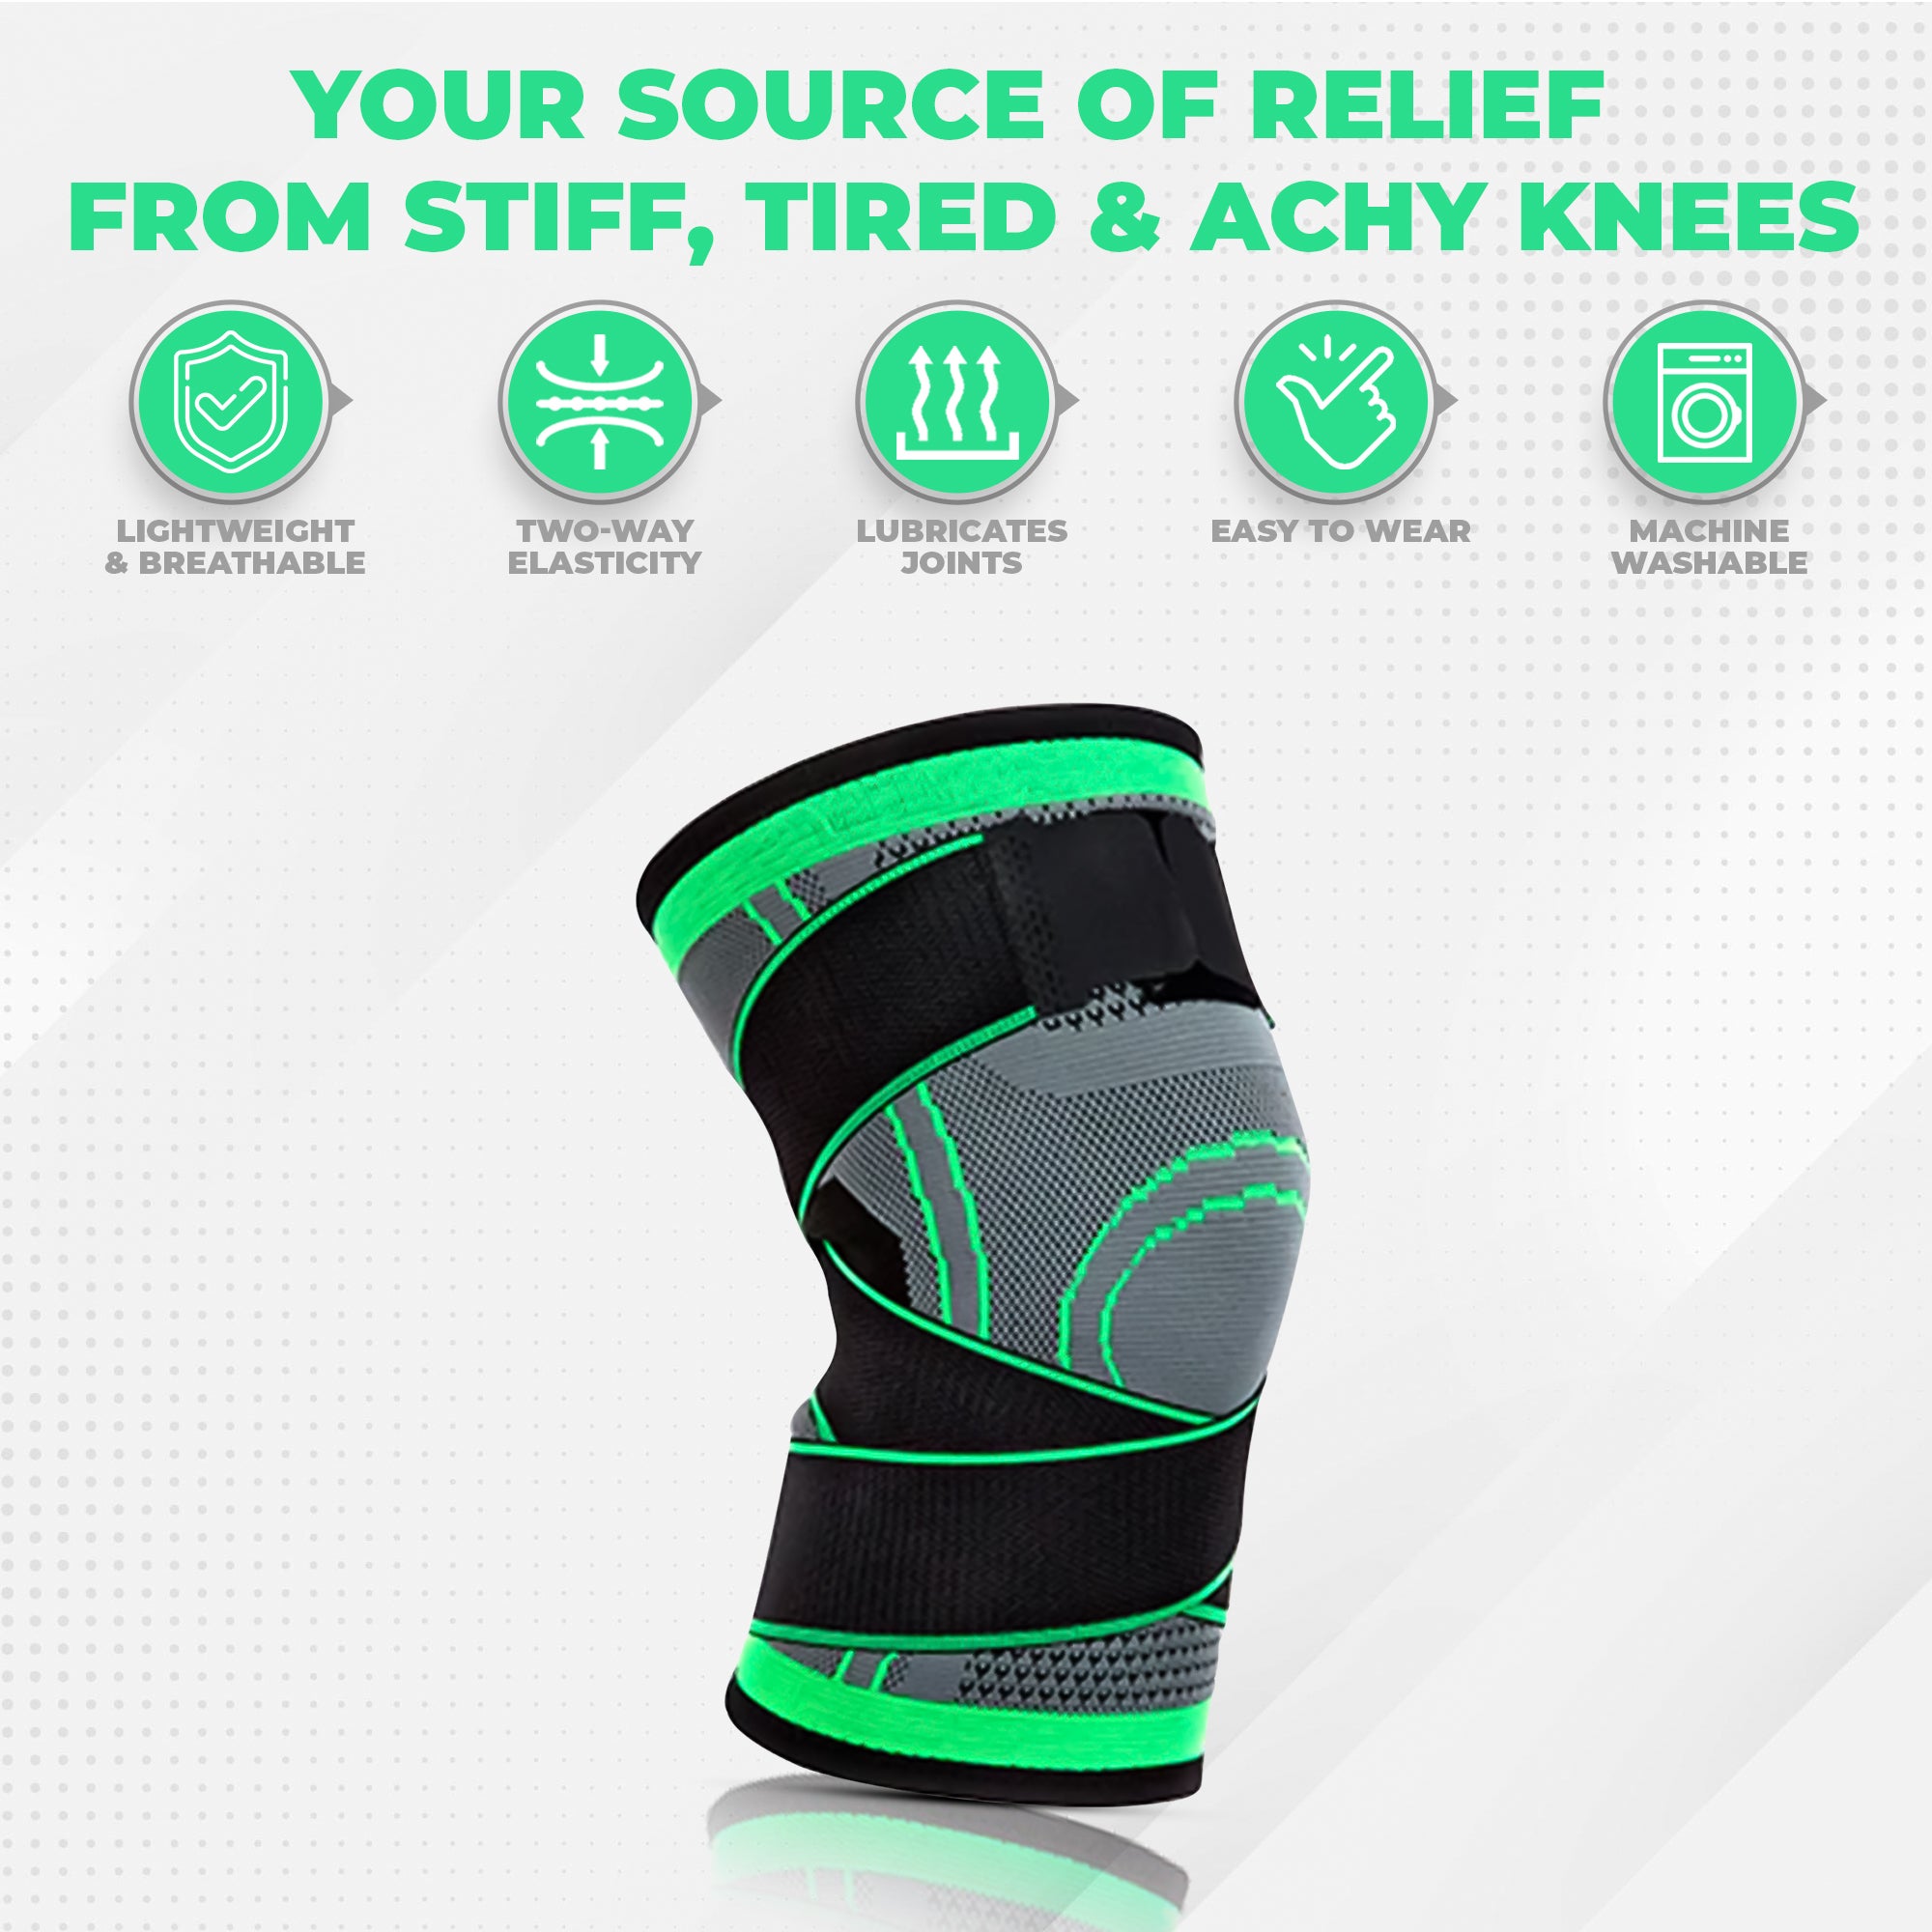 YOUR SOURCE OF RELIEF
FROM STIFF, TIRED & ACHY KNEES
LIGHTWEIGHT
& BREATHABLE
TWO-WAY
ELASTICITY
LUBRICATES
JOINTS
EASY TO WEAR
MACHINE
WASHABLE